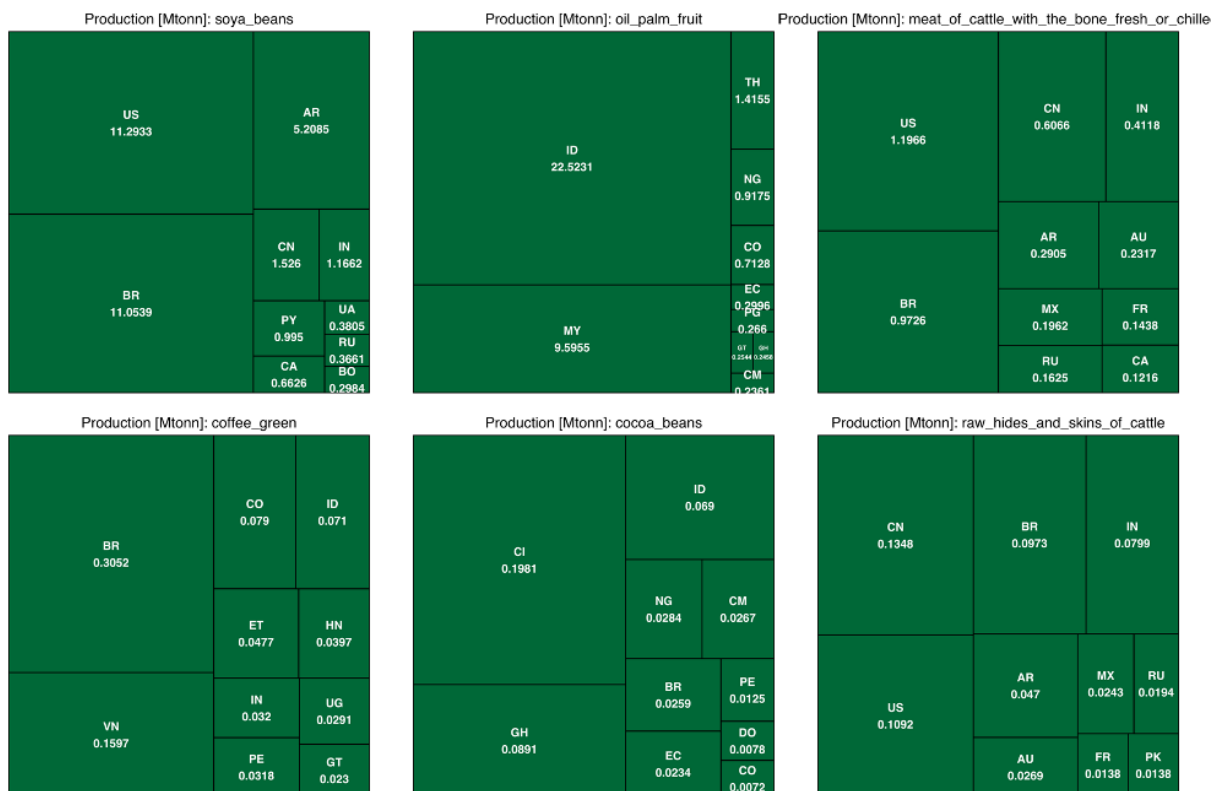 Production [Mtonn]: soya_beans
US
11.2933
AR
5.2085
BR
11.0539
CN
1.526
IN
1.1662
PY
0.995
UA
0.3805
RU
0.3661
CA
0.6626
BO
0.2984
Production [Mtonn]: oil_palm_fruit
ID
22.5231
TH
1.4155
NG
0.9175
CO
0.7128
MY
9.5955
EC
0.2996
PG
0.266
GT
0.2544
GH
0.2458
CM
0.2361
Production [Mtonn]: meat_of_cattle_with_the_bone_fresh_or_chille
US
1.1966
CN
0.6066
IN
0.4118
BR
0.9726
AR
0.2905
AU
0.2317
MX
0.1962
FR
0.1438
RU
0.1625
CA
0.1216
Production [Mtonn]: coffee_green
BR
0.3052
CO
0.079
ID
0.071
ET
0.0477
HN
0.0397
VN
0.1597
IN
0.032
UG
0.0291
PE
0.0318
GT
0.023
Production [Mtonn]: cocoa_beans
CI
0.1981
ID
0.069
NG
0.0284
CM
0.0267
GH
0.0891
BR
0.0259
PE
0.0125
EC
0.0234
DO
0.0078
CO
0.0072
Production [Mtonn]: raw_hides_and_skins_of_cattle
CN
0.1348
BR
0.0973
IN
0.0799
US
0.1092
AR
0.047
MX
0.0243
RU
0.0194
AU
0.0269
FR
0.0138
PK
0.0138